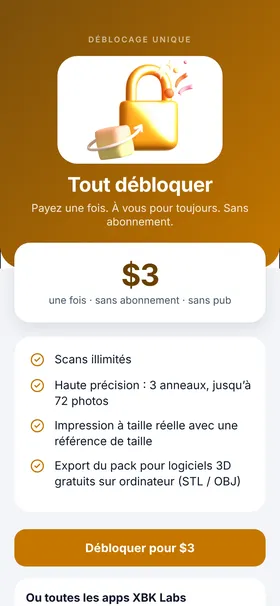 DÉBLOCAGE UNIQUE
Tout débloquer
Payez une fois. À vous pour toujours. Sans
abonnement.
$3
une fois · sans abonnement · sans pub
Scans illimités
Haute précision : 3 anneaux, jusqu’à
72 photos
Impression à taille réelle avec une
référence de taille
Export du pack pour logiciels 3D
gratuits sur ordinateur (STL / OBJ)
Débloquer pour $3
Ou toutes les apps XBK Labs